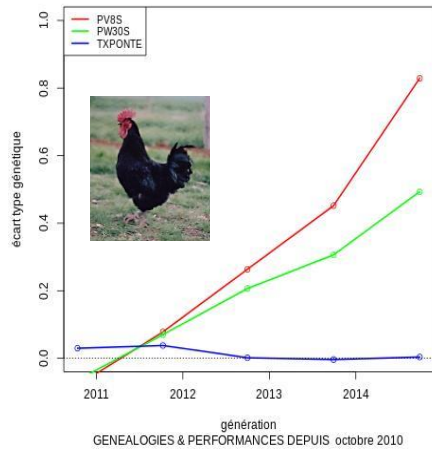 PV8S
PW30S
TXPONTE
1.0
0.8
0.6
0.4
0.2
0.0
écart type génétique
2011 2012 2013 2014
génération
GENEALOGIES & PERFORMANCES DEPUIS octobre 2010